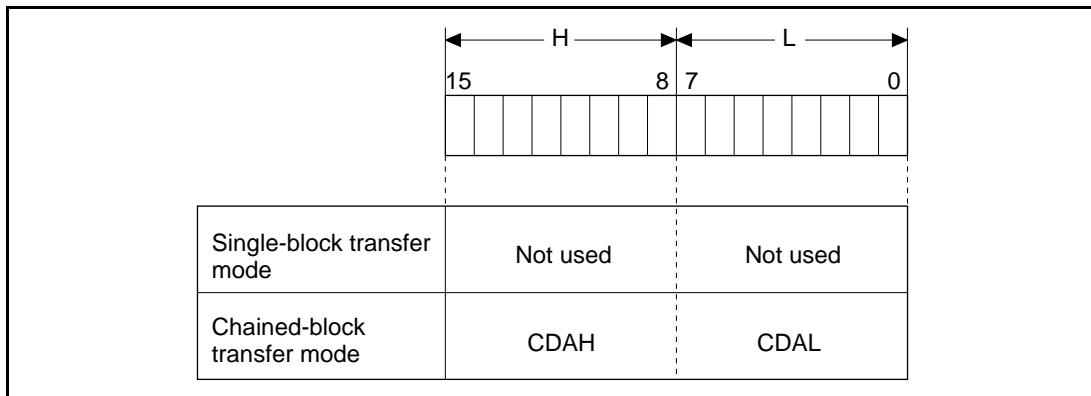 H L
15 8 7 0
Single-block transfer
mode
Not used
Not used
Chained-block
transfer mode
CDAH
CDAL